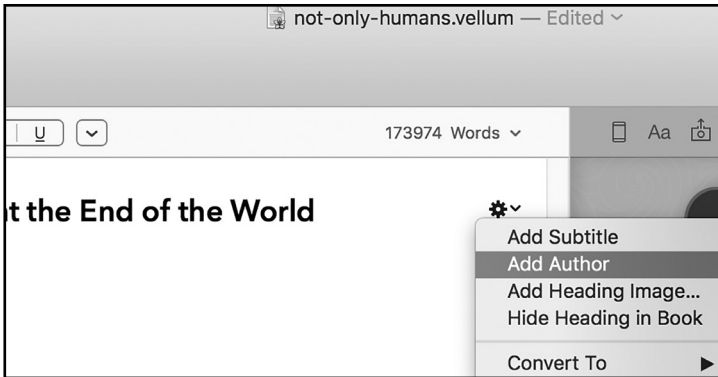 not-only-humans.vellum — Edited
U
173974 Words
Aa
t the End of the World
Add Subtitle
Add Author
Add Heading Image...
Hide Heading in Book
Convert To